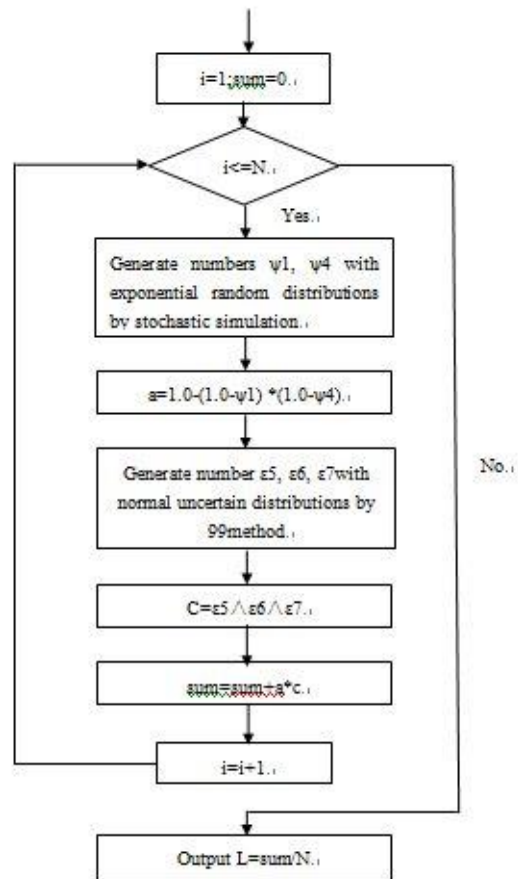 i=1;sum=0.
i<=N.
Yes.
Generate numbers ψ1, ψ4 with
exponential random distributions
by stochastic simulation.
a=1.0-(1.0-ψ1) *(1.0-ψ4).
Generate number ε5, ε6, ε7with
normal uncertain distributions by
99method.
No.
C=ε5∧ε6∧ε7.
sum=sum+a*c.
i=i+1.
Output L=sum/N.